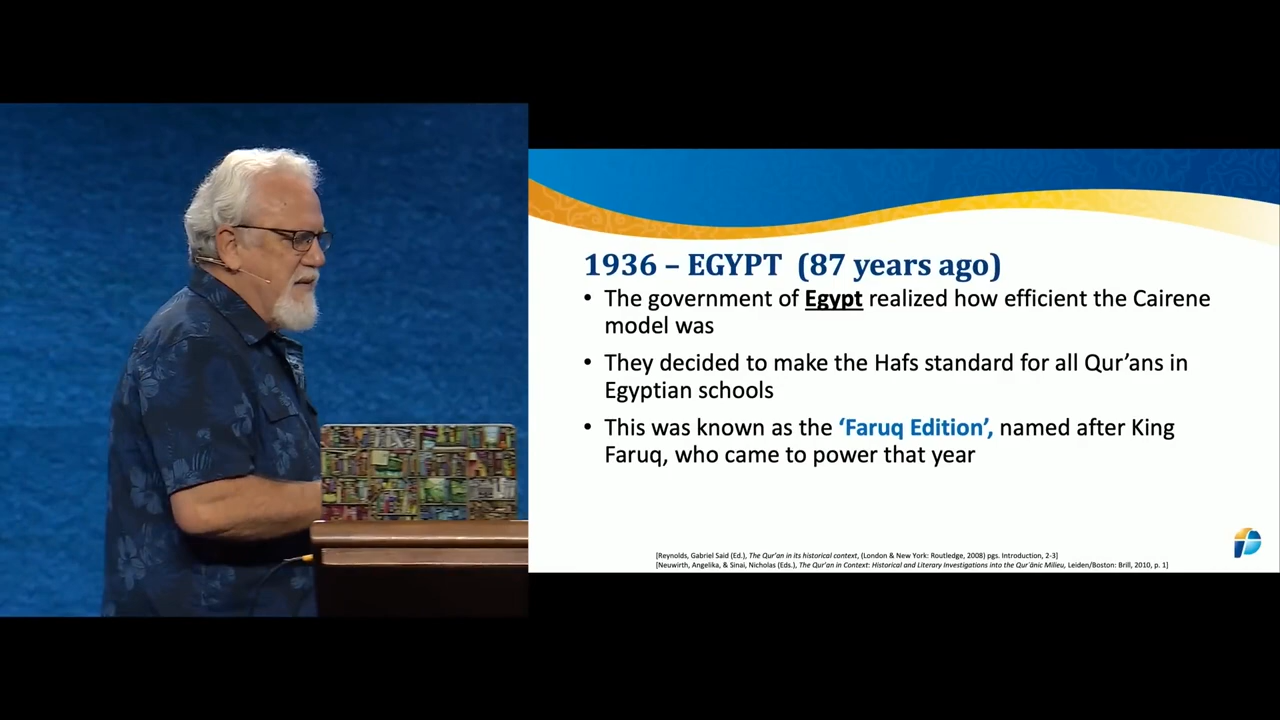 1936 – EGYPT (87 years ago)
• The government of Egypt realized how efficient the Cairene
model was
• They decided to make the Hafs standard for all Qur’ans in
Egyptian schools
• This was known as the ‘Faruq Edition’, named after King
Faruq, who came to power that year
[Reynolds, Gabriel Said (Ed.), The Qur’an in its historical context, (London & New York: Routledge, 2008) pgs. Introduction, 2-3]
[Neuwirth, Angelika, & Sinai, Nicholas (Eds.), The Qur’an in Context: Historical and Literary Investigations into the Qurʾānic Milieu, Leiden/Boston: Brill, 2010, p. 1]